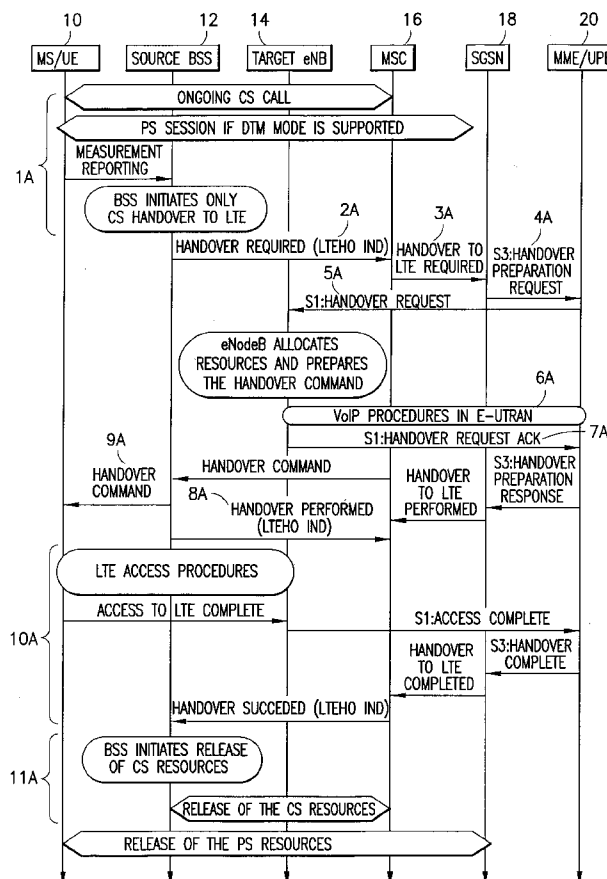 10
12
14
16
18
20
MS/UE
SOURCE BSS
TARGET eNB
MSC
SGSN
MME/UPE
ONGOING CS CALL
PS SESSION IF DTM MODE IS SUPPORTED
1A
MEASUREMENT
REPORTING
BSS INITIATES ONLY
CS HANDOVER TO LTE
2A
3A
4A
HANDOVER REQUIRED (LTEHO IND)
HANDOVER TO
LTE REQUIRED
S3:HANDOVER
PREPARATION
REQUEST
5A
S1:HANDOVER REQUEST
eNodeB ALLOCATES
RESOURCES AND PREPARES
THE HANDOVER COMMAND
6A
VoIP PROCEDURES IN E-UTRAN
7A
S1:HANDOVER REQUEST ACK
9A
HANDOVER
COMMAND
HANDOVER COMMAND
HANDOVER
TO LTE
PERFORMED
S3:HANDOVER
PREPARATION
RESPONSE
8A
HANDOVER PERFORMED
(LTEHO IND)
LTE ACCESS PROCEDURES
ACCESS TO LTE COMPLETE
S1:ACCESS COMPLETE
10A
HANDOVER
TO LTE
COMPLETED
S3:HANDOVER
COMPLETE
HANDOVER SUCCEDED (LTEHO IND)
BSS INITIATES RELEASE
OF CS RESOURCES
11A
RELEASE OF THE CS RESOURCES
RELEASE OF THE PS RESOURCES